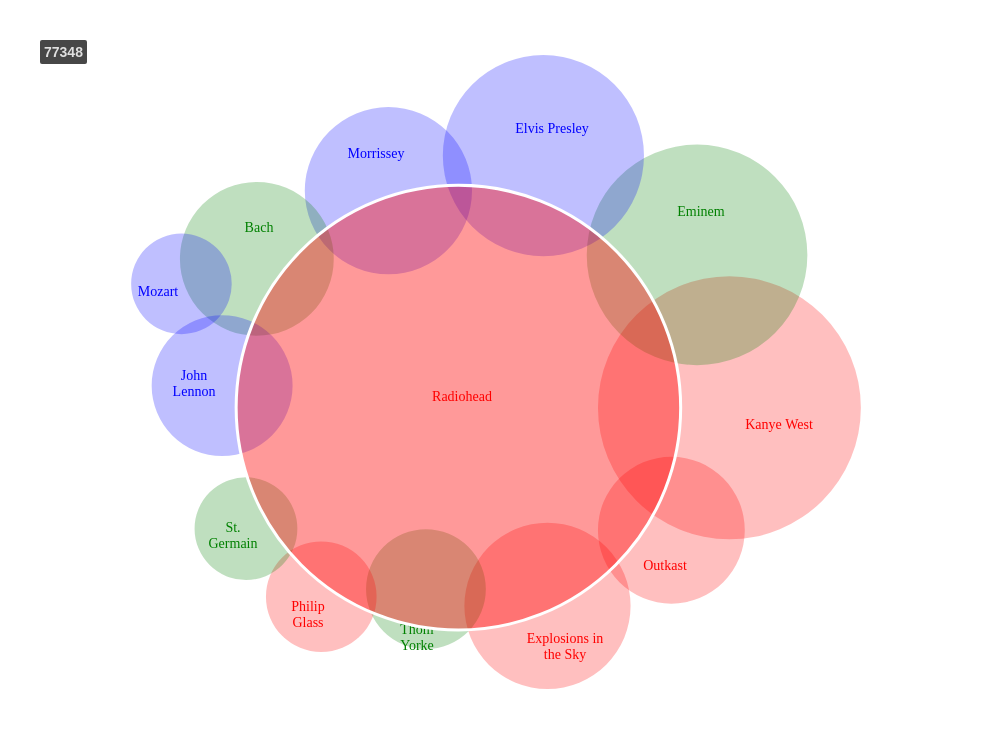 77348
Elvis Presley
Morrissey
Eminem
Bach
Mozart
John
Lennon
Radiohead
Kanye West
St.
Germain
Outkast
Philip
Glass
Thom
Yorke
Explosions in
the Sky